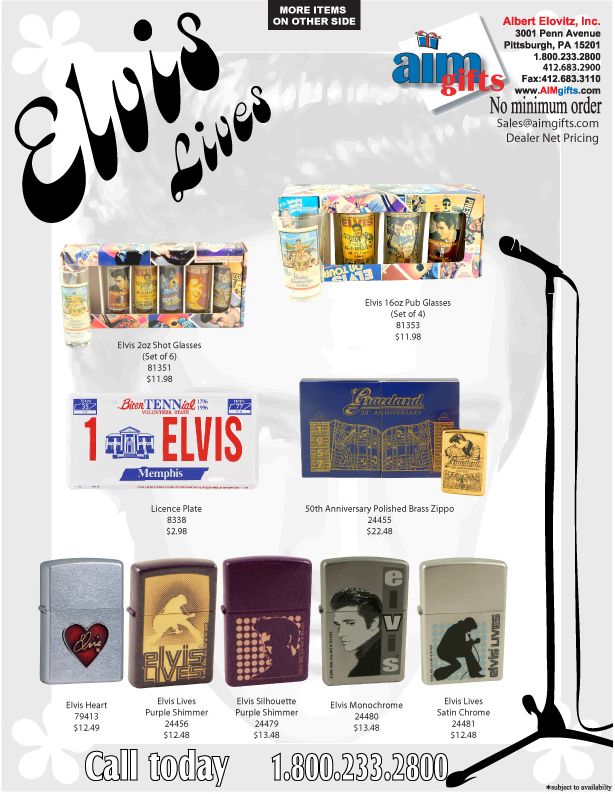 MORE ITEMS
ON OTHER SIDE
Elvis
Lives
aim
gifts
Albert Elovitz, Inc.
3001 Penn Avenue
Pittsburgh, PA 15201
1.800.233.2800
412.683.2900
Fax:412.683.3110
www.AIMgifts.com
No minimum order
Sales@aimgifts.com
Dealer Net Pricing
ELVIS
Elvis 16oz Pub Glasses
(Set of 4)
81353
$11.98
Elvis 2oz Shot Glasses
(Set of 6)
81351
$11.98
BicenTENNial 1796
1996
VOLUNTEER STATE
1 ELVIS
Memphis
Licence Plate
8338
$2.98
Graceland
50TH ANNIVERSARY
1957
50th Anniversary Polished Brass Zippo
24455
$22.48
Elvis
elvis
LIVES
elvis
ELVIS LIVES
Elvis Heart
79413
$12.49
Elvis Lives
Purple Shimmer
24456
$12.48
Elvis Silhouette
Purple Shimmer
24479
$13.48
Elvis Monochrome
24480
$13.48
Elvis Lives
Satin Chrome
24481
$12.48
Call today 1.800.233.2800
*subject to availabilty